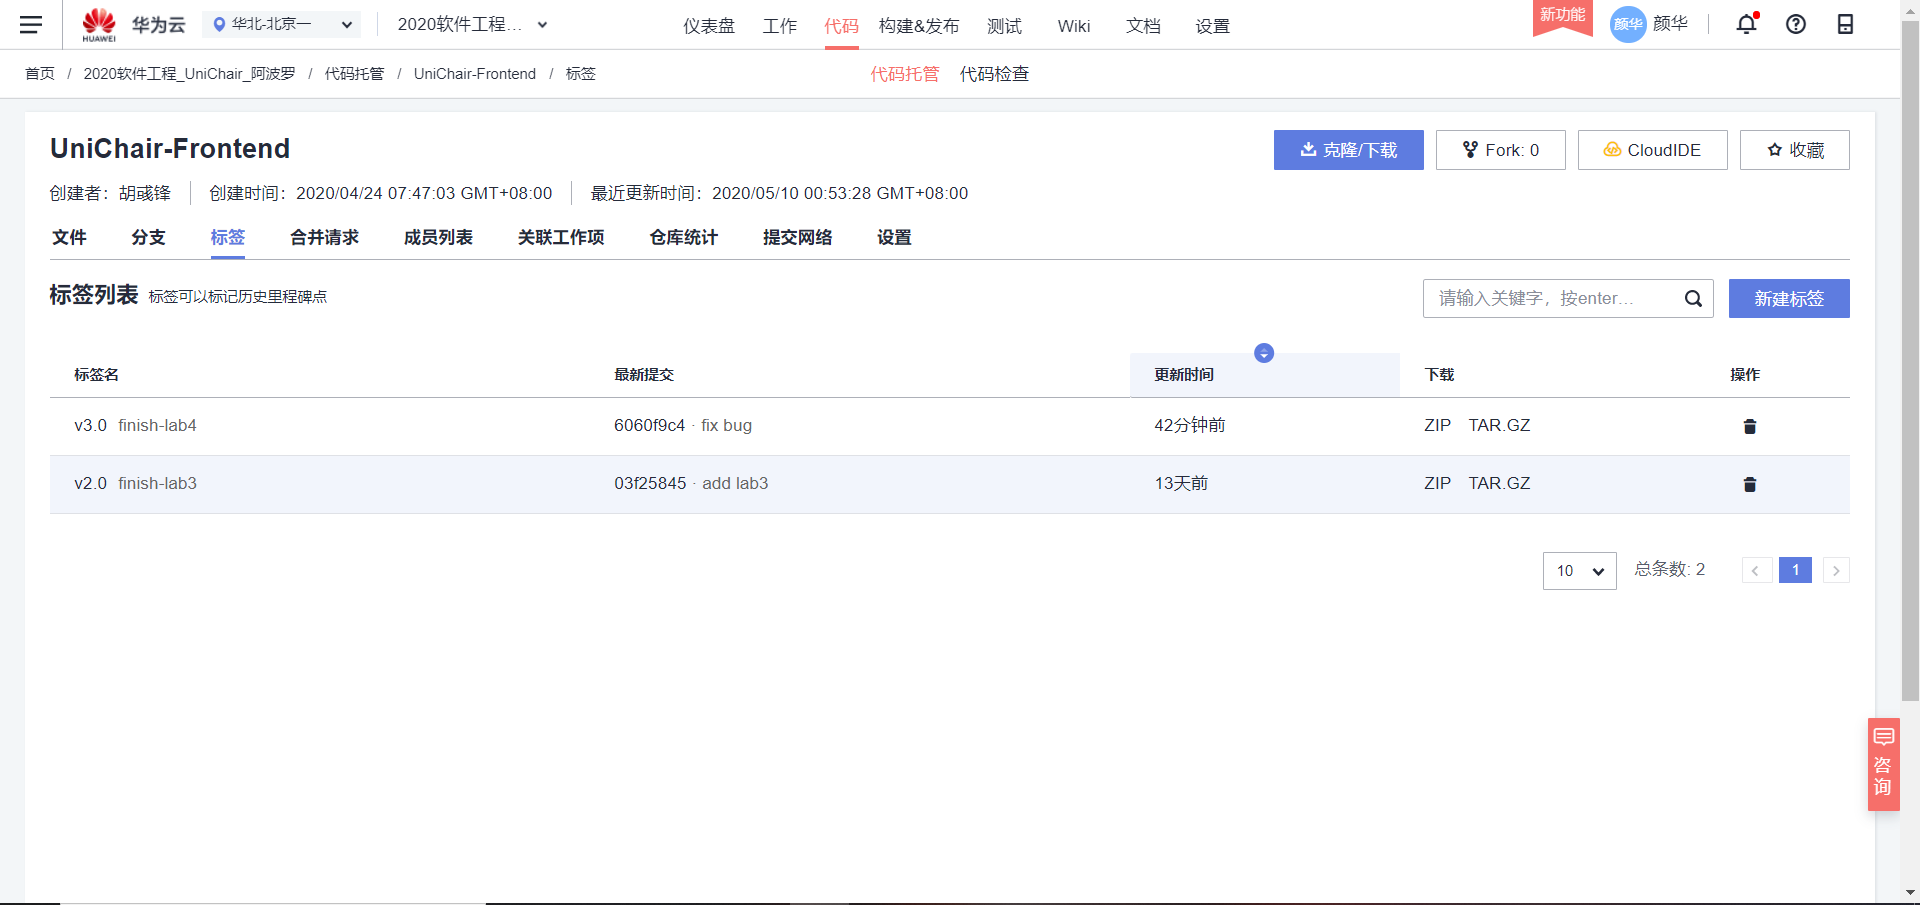 HUAWEI 华为云 华北-北京一 2020软件工程... 仪表盘 工作 代码 构建&发布 测试 Wiki 文档 设置 新功能 颜华 颜华
首页 / 2020软件工程_UniChair_阿波罗 / 代码托管 / UniChair-Frontend / 标签 代码托管 代码检查
UniChair-Frontend 克隆/下载 Fork: 0 CloudIDE 收藏
创建者：胡彧锋 创建时间：2020/04/24 07:47:03 GMT+08:00 最近更新时间：2020/05/10 00:53:28 GMT+08:00
文件 分支 标签 合并请求 成员列表 关联工作项 仓库统计 提交网络 设置
标签列表 标签可以标记历史里程碑点 请输入关键字，按enter... 新建标签
标签名 最新提交 更新时间 下载 操作
v3.0 finish-lab4 6060f9c4 · fix bug 42分钟前 ZIP TAR.GZ
v2.0 finish-lab3 03f25845 · add lab3 13天前 ZIP TAR.GZ
10 总条数: 2 < 1 >
咨询